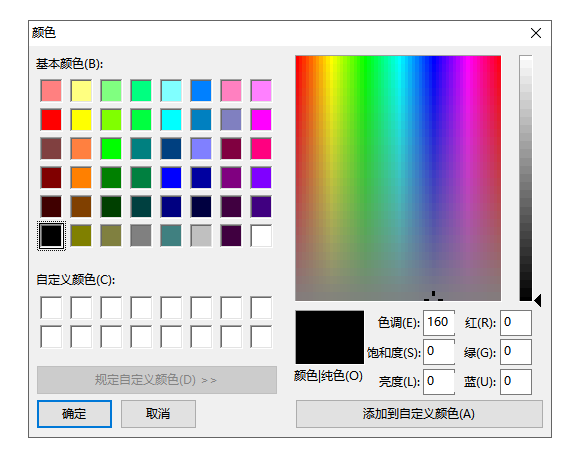 颜色
基本颜色(B):
自定义颜色(C):
规定自定义颜色(D) >>
确定
取消
颜色|纯色(O)
色调(E): 160
饱和度(S): 0
亮度(L): 0
红(R): 0
绿(G): 0
蓝(U): 0
添加到自定义颜色(A)